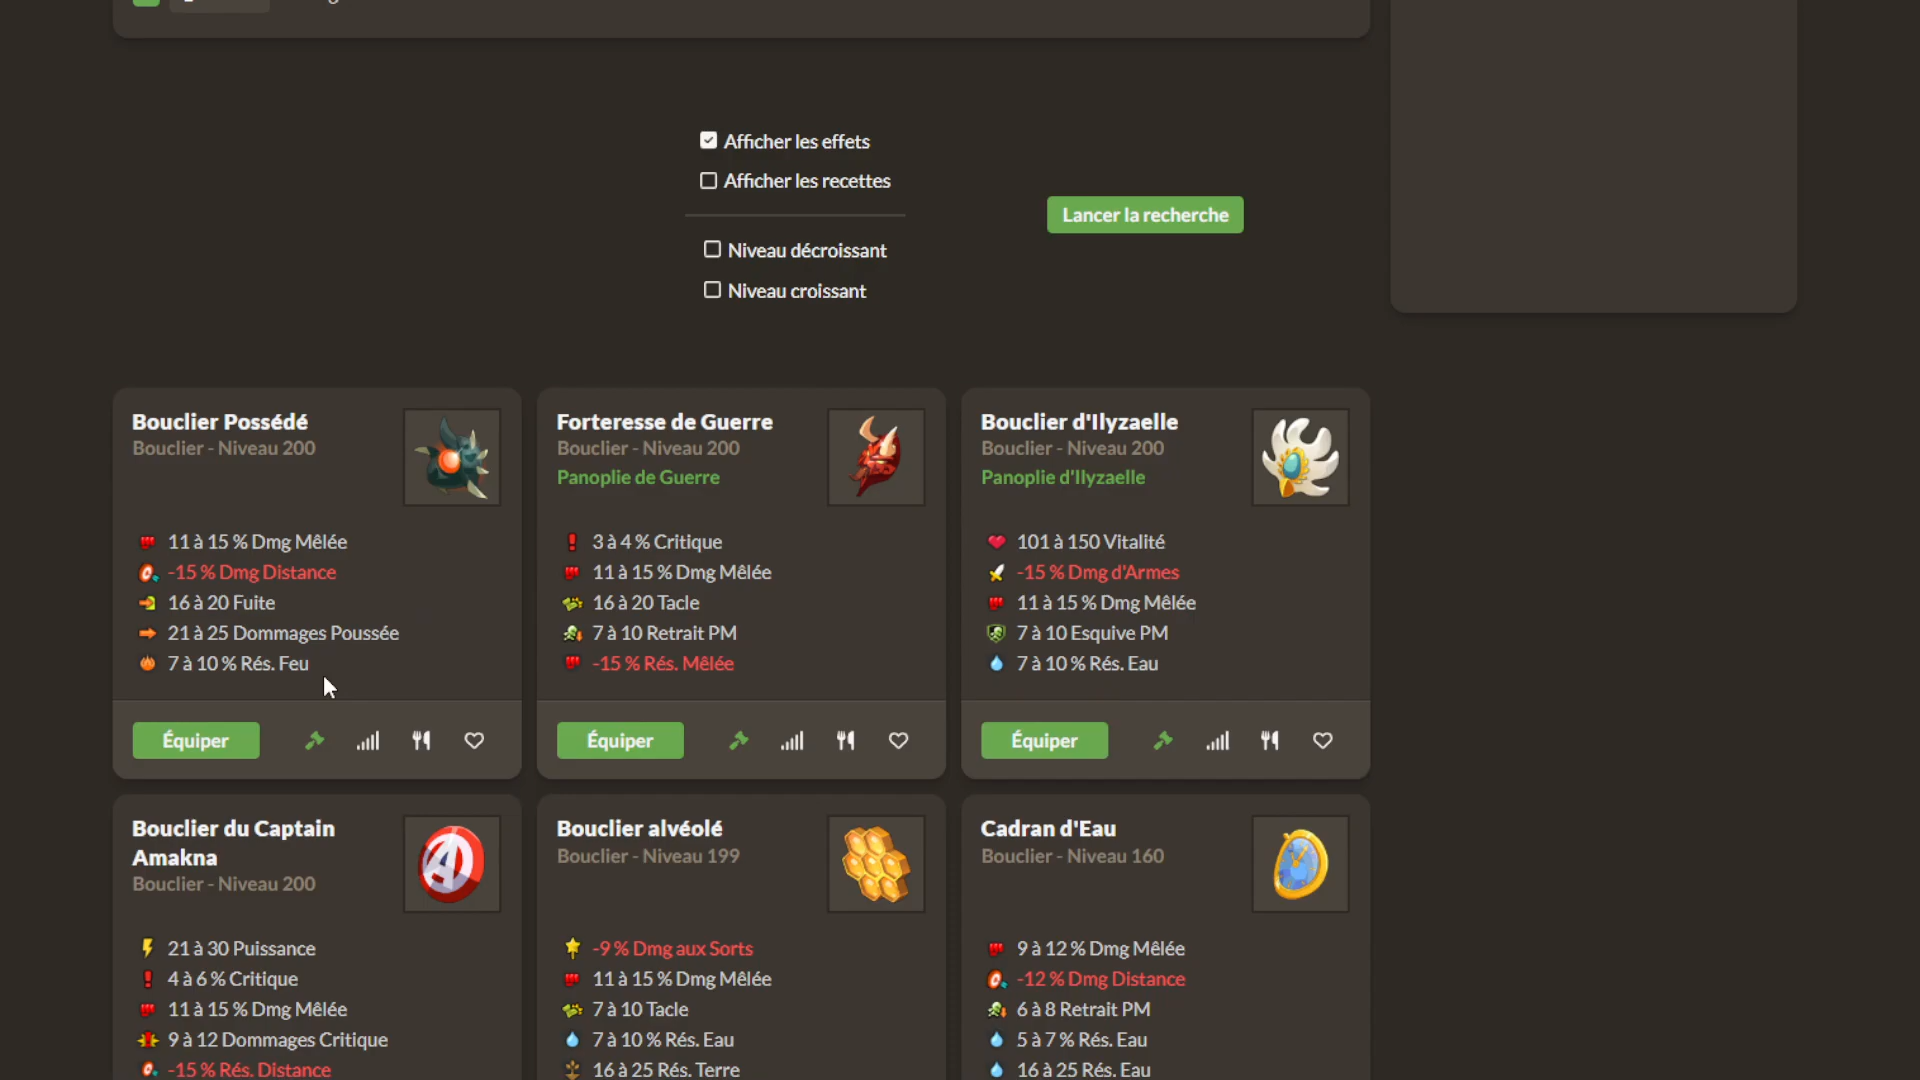 Afficher les effets
Afficher les recettes
Lancer la recherche
Niveau décroissant
Niveau croissant
Bouclier Possédé
Bouclier - Niveau 200
11 à 15 % Dmg Mêlée
-15 % Dmg Distance
16 à 20 Fuite
21 à 25 Dommages Poussée
7 à 10 % Rés. Feu
Équiper
Forteresse de Guerre
Bouclier - Niveau 200
Panoplie de Guerre
3 à 4 % Critique
11 à 15 % Dmg Mêlée
16 à 20 Tacle
7 à 10 Retrait PM
-15 % Rés. Mêlée
Équiper
Bouclier d'Ilyzaelle
Bouclier - Niveau 200
Panoplie d'Ilyzaelle
101 à 150 Vitalité
-15 % Dmg d'Armes
11 à 15 % Dmg Mêlée
7 à 10 Esquive PM
7 à 10 % Rés. Eau
Équiper
Bouclier du Captain
Amakna
Bouclier - Niveau 200
21 à 30 Puissance
4 à 6 % Critique
11 à 15 % Dmg Mêlée
9 à 12 Dommages Critique
-15 % Rés. Distance
Bouclier alvéolé
Bouclier - Niveau 199
-9 % Dmg aux Sorts
11 à 15 % Dmg Mêlée
7 à 10 Tacle
7 à 10 % Rés. Eau
16 à 25 Rés. Terre
Cadran d'Eau
Bouclier - Niveau 160
9 à 12 % Dmg Mêlée
-12 % Dmg Distance
6 à 8 Retrait PM
5 à 7 % Rés. Eau
16 à 25 Rés. Eau